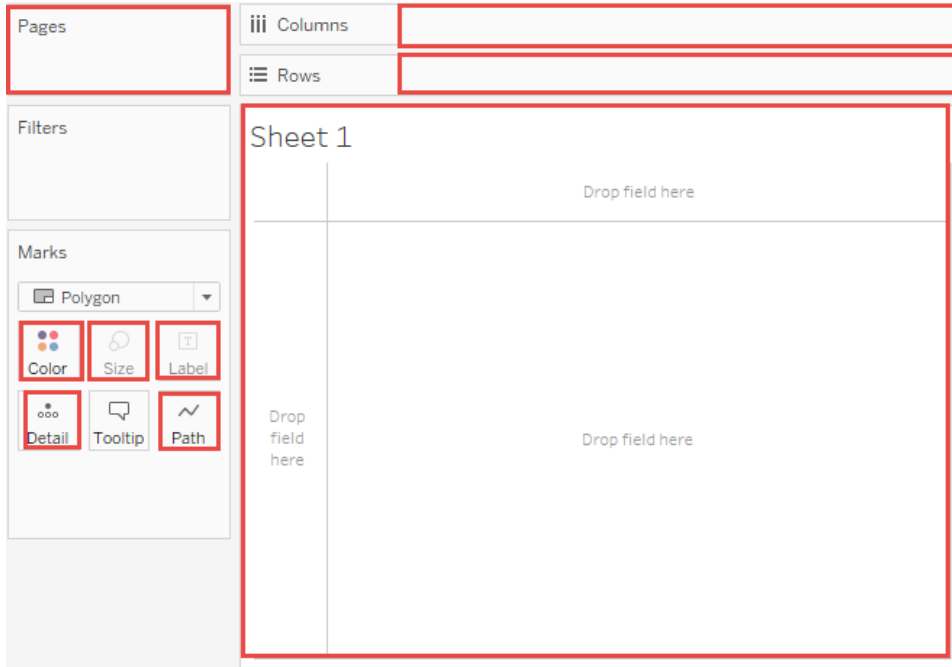 Pages
iii Columns
Rows
Filters
Sheet 1
Drop field here
Marks
Polygon
Color Size Label
T
Detail Tooltip Path
Drop
field
here
Drop field here